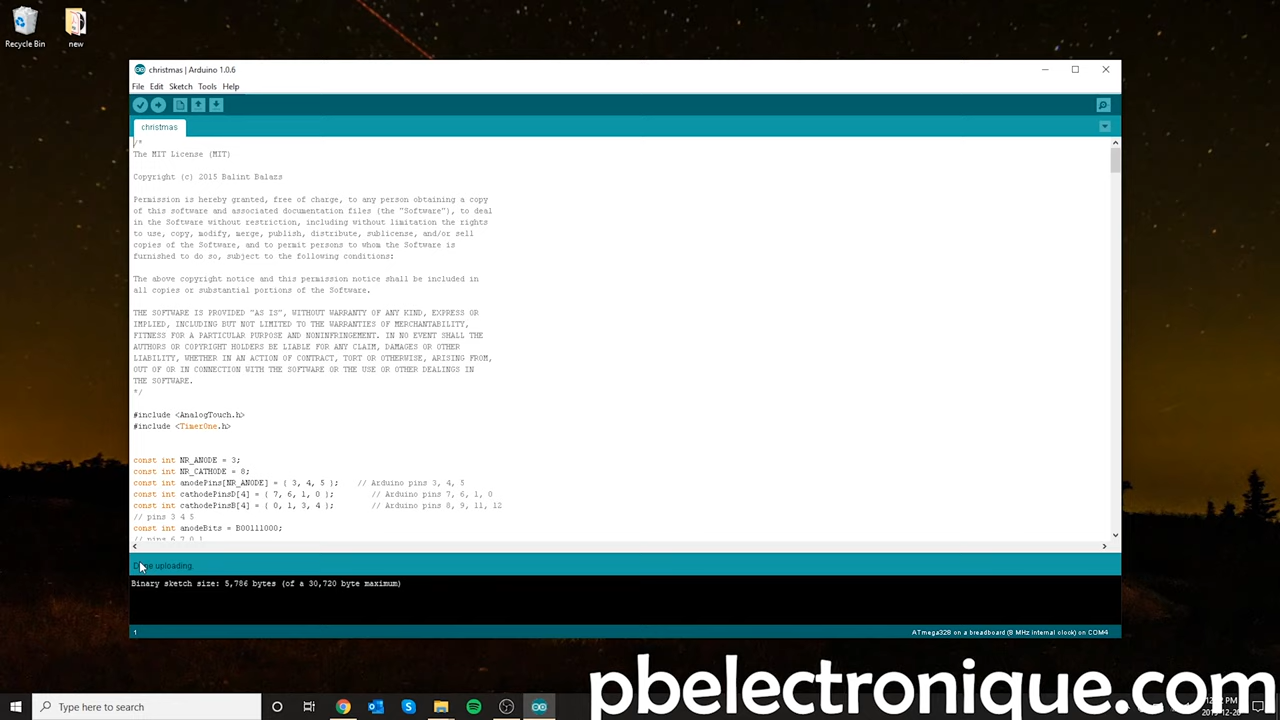 Recycle Bin
new
christmas | Arduino 1.0.6
File Edit Sketch Tools Help
christmas
/*
The MIT License (MIT)
Copyright (c) 2015 Balint Balazs
Permission is hereby granted, free of charge, to any person obtaining a copy
of this software and associated documentation files (the "Software"), to deal
in the Software without restriction, including without limitation the rights
to use, copy, modify, merge, publish, distribute, sublicense, and/or sell
copies of the Software, and to permit persons to whom the Software is
furnished to do so, subject to the following conditions:
The above copyright notice and this permission notice shall be included in
all copies or substantial portions of the Software.
THE SOFTWARE IS PROVIDED "AS IS", WITHOUT WARRANTY OF ANY KIND, EXPRESS OR
IMPLIED, INCLUDING BUT NOT LIMITED TO THE WARRANTIES OF MERCHANTABILITY,
FITNESS FOR A PARTICULAR PURPOSE AND NONINFRINGEMENT. IN NO EVENT SHALL THE
AUTHORS OR COPYRIGHT HOLDERS BE LIABLE FOR ANY CLAIM, DAMAGES OR OTHER
LIABILITY, WHETHER IN AN ACTION OF CONTRACT, TORT OR OTHERWISE, ARISING FROM,
OUT OF OR IN CONNECTION WITH THE SOFTWARE OR THE USE OR OTHER DEALINGS IN
THE SOFTWARE.
*/
#include <AnalogTouch.h>
#include <TimerOne.h>
const int NR_ANODE = 3;
const int NR_CATHODE = 8;
const int anodePins[NR_ANODE] = { 3, 4, 5 }; // Arduino pins 3, 4, 5
const int cathodePinsD[4] = { 7, 6, 1, 0 }; // Arduino pins 7, 6, 1, 0
const int cathodePinsB[4] = { 0, 1, 3, 4 }; // Arduino pins 8, 9, 11, 12
// pins 3 4 5
const int anodeBits = B00111000;
// pins 6 7 0 1
Done uploading.
Binary sketch size: 5,786 bytes (of a 30,720 byte maximum)
1
ATmega328 on a breadboard (8 MHz internal clock) on COM4
pbelectronique.com
Type here to search